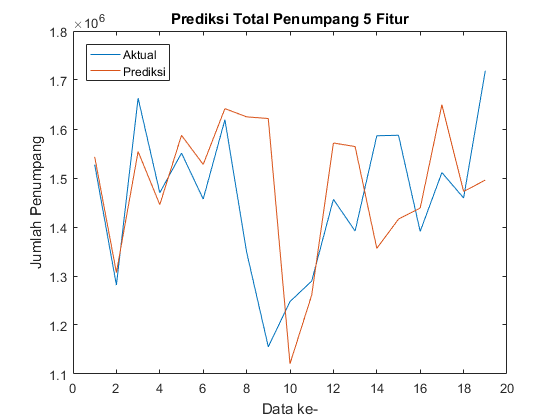 Prediksi Total Penumpang 5 Fitur
×10^6
1.8
1.7
1.6
1.5
1.4
1.3
1.2
1.1
Jumlah Penumpang
Aktual
Prediksi
0 2 4 6 8 10 12 14 16 18 20
Data ke-